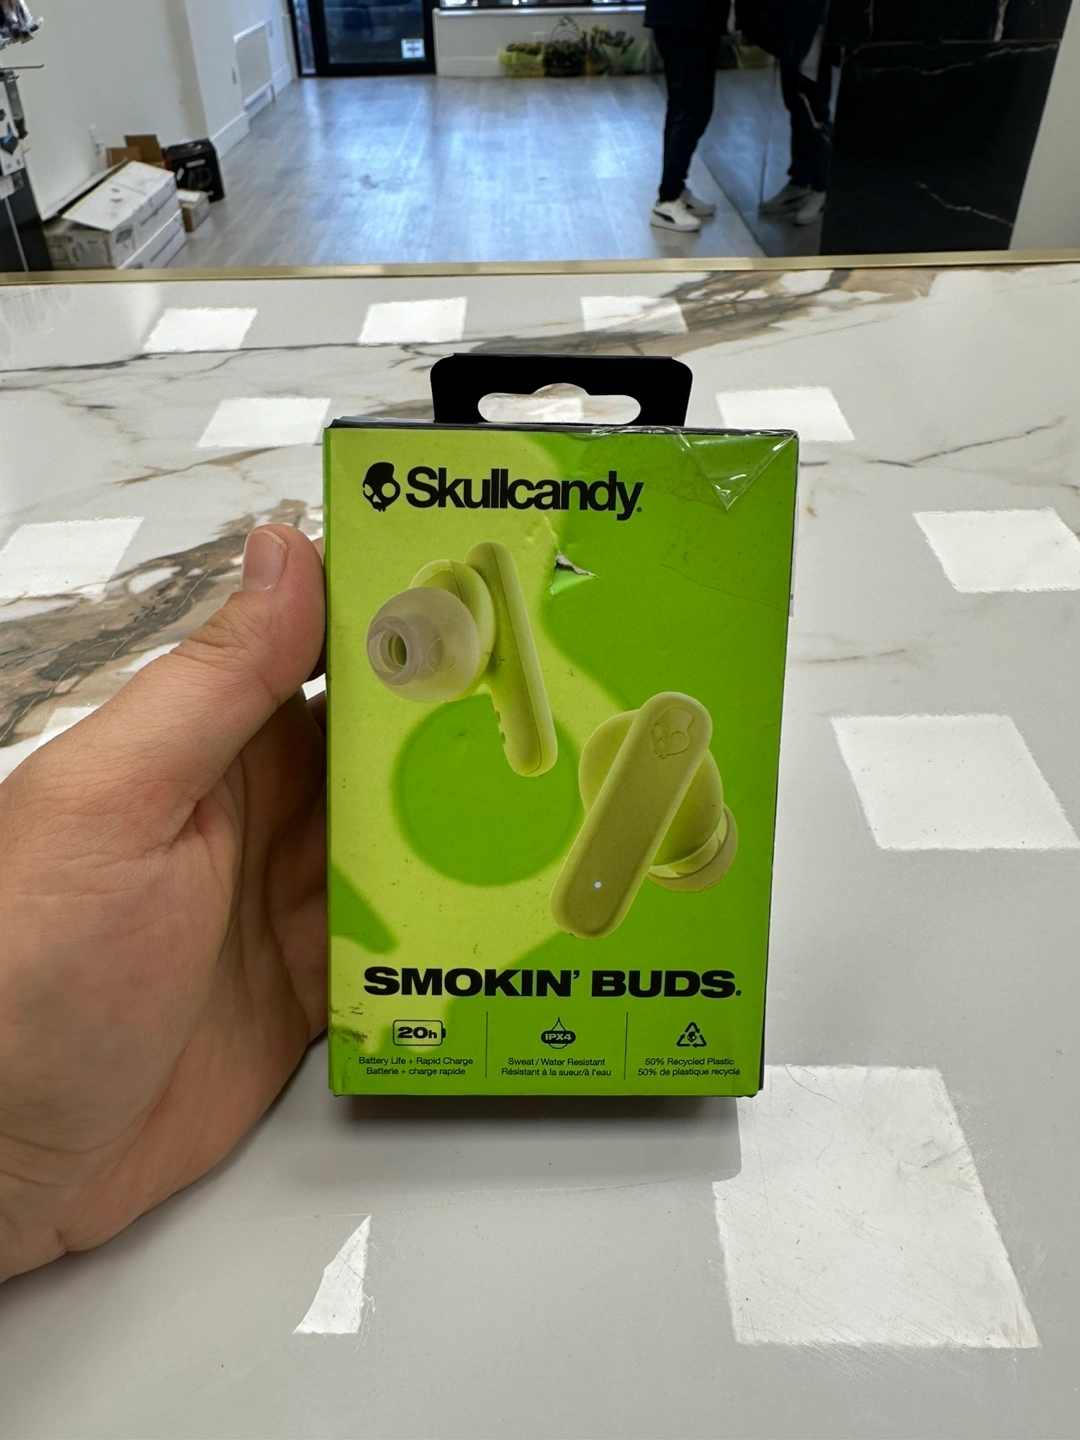 Skullcandy®
SMOKIN' BUDS.
20h
Battery Life + Rapid Charge
Batterie + charge rapide
IPX4
Sweat / Water Resistant
Résistant à la sueur/à l'eau
50% Recycled Plastic
50% de plastique recyclé